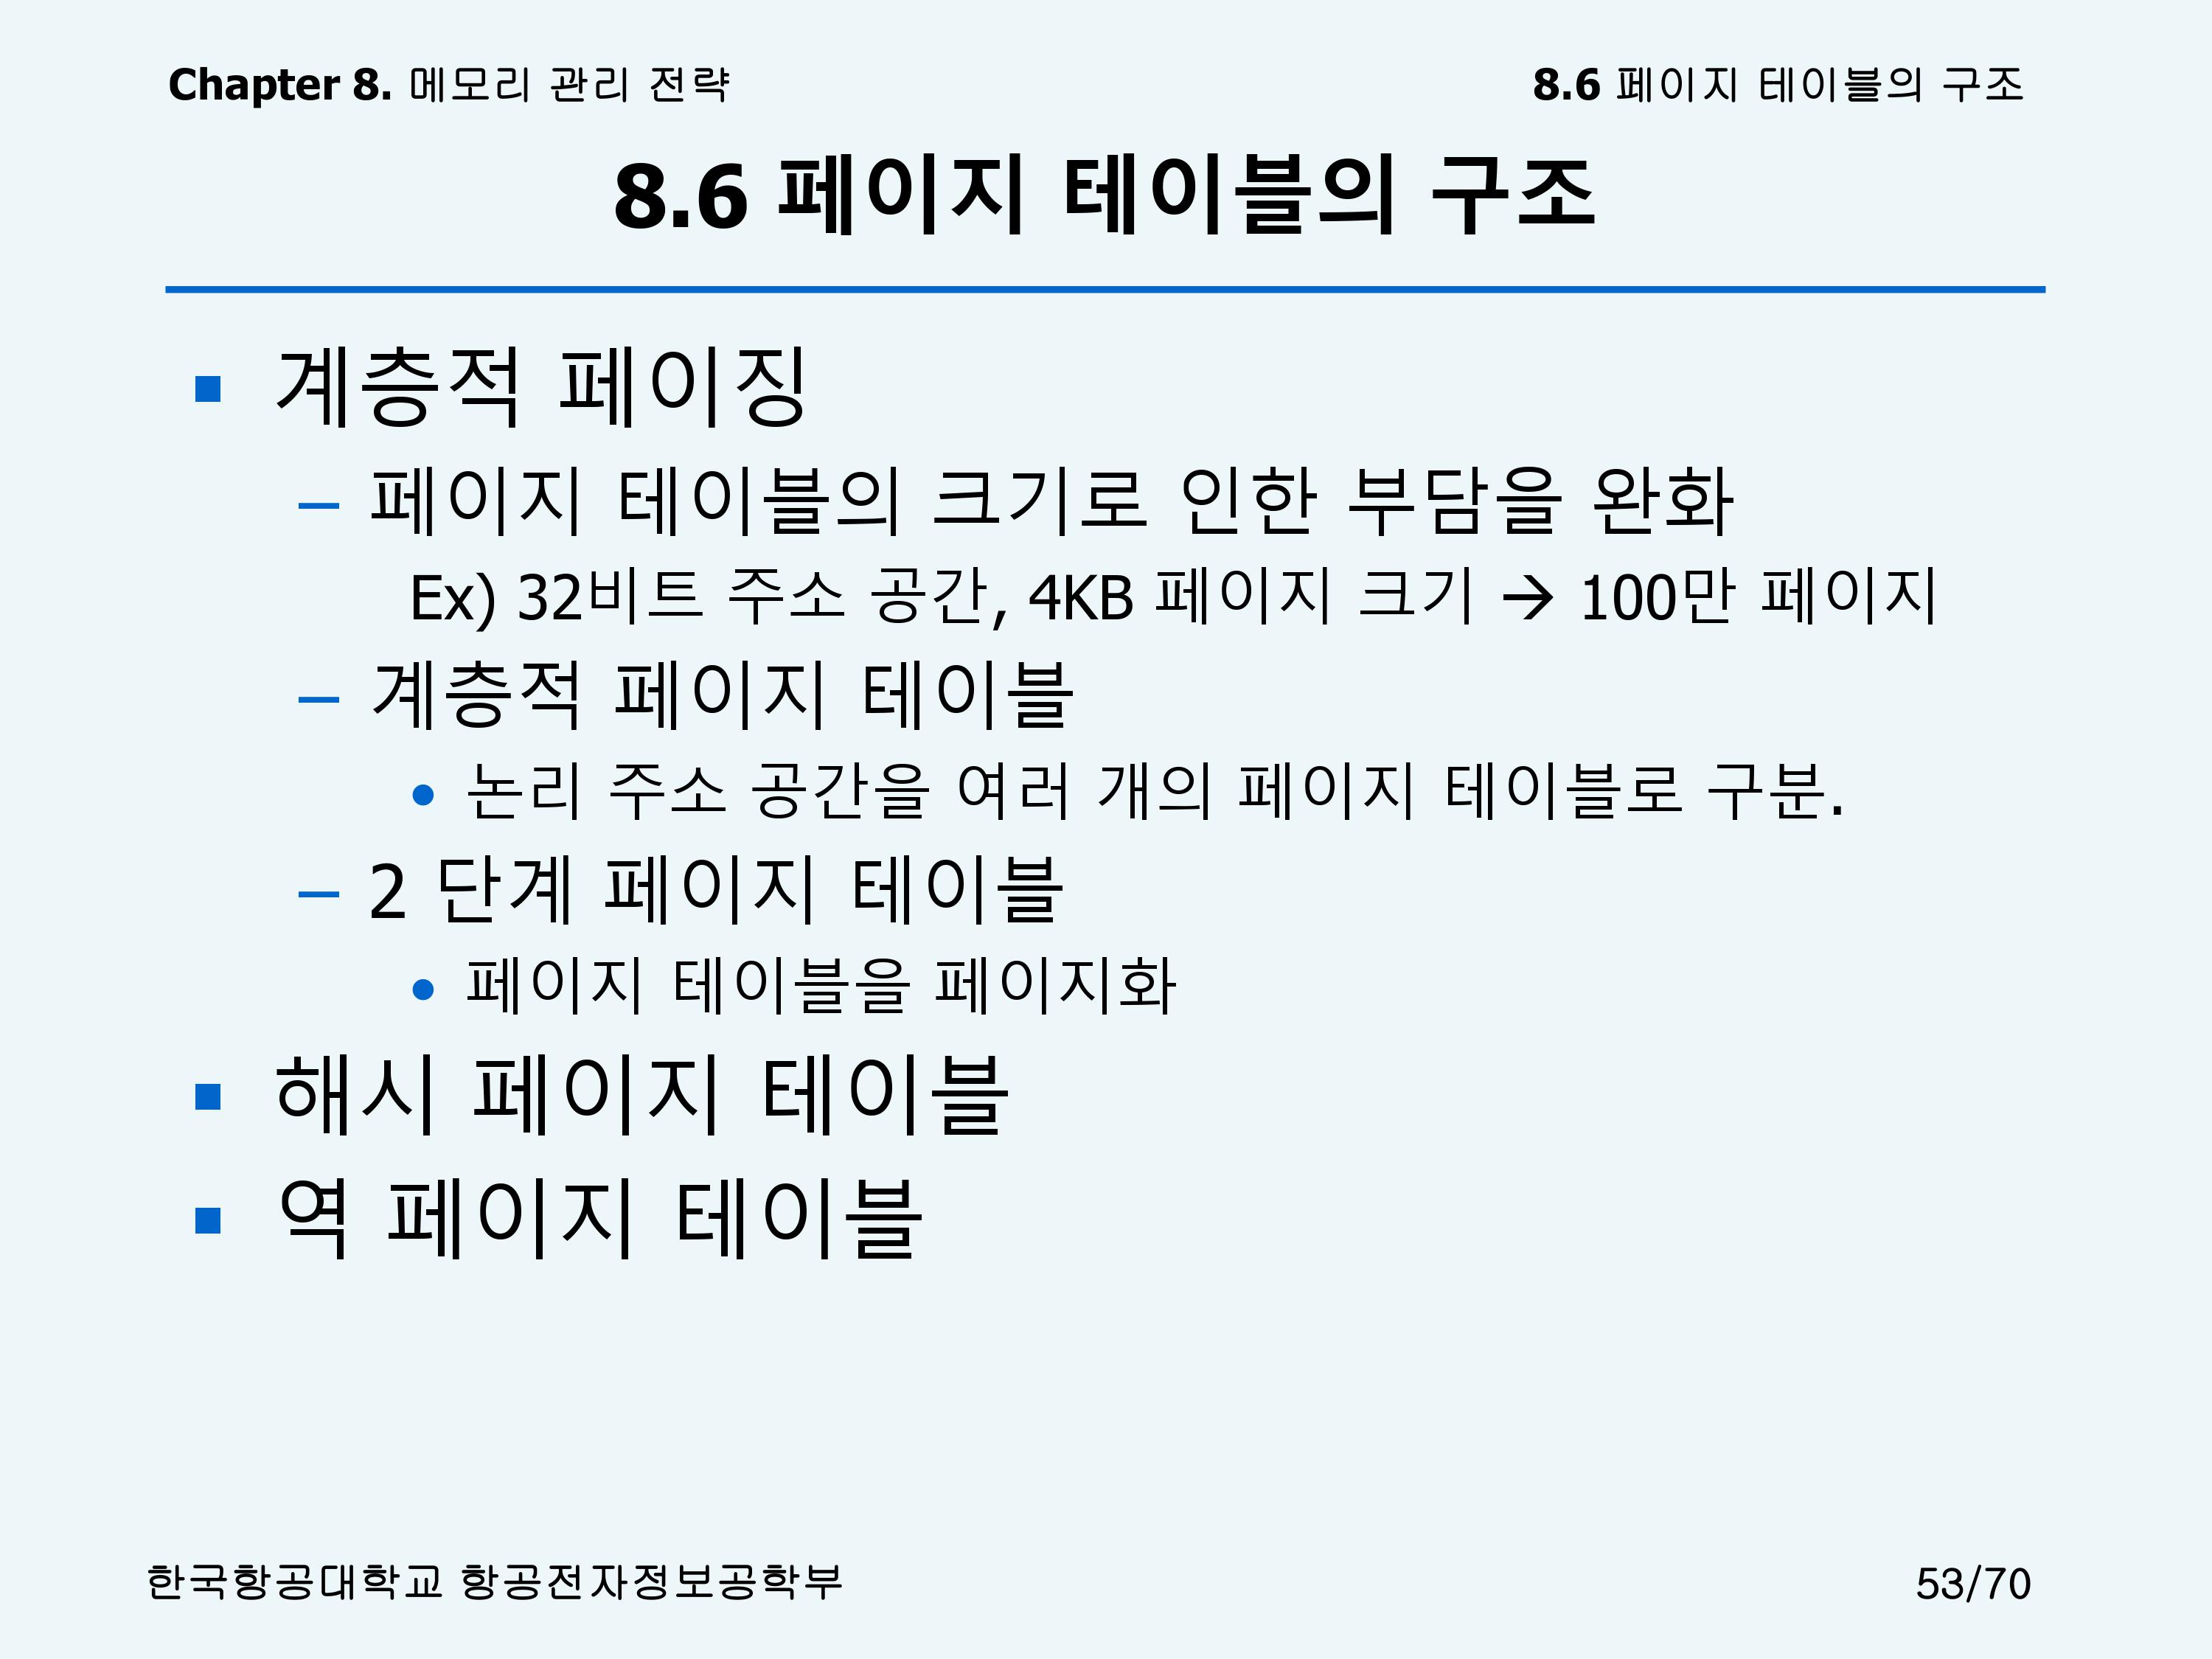 Chapter 8. 메모리 관리 전략
8.6 페이지 테이블의 구조
8.6 페이지 테이블의 구조
▪ 계층적 페이징
– 페이지 테이블의 크기로 인한 부담을 완화
Ex) 32비트 주소 공간, 4KB 페이지 크기 → 100만 페이지
– 계층적 페이지 테이블
• 논리 주소 공간을 여러 개의 페이지 테이블로 구분.
– 2 단계 페이지 테이블
• 페이지 테이블을 페이지화
▪ 해시 페이지 테이블
▪ 역 페이지 테이블
한국항공대학교 항공전자정보공학부
53/70